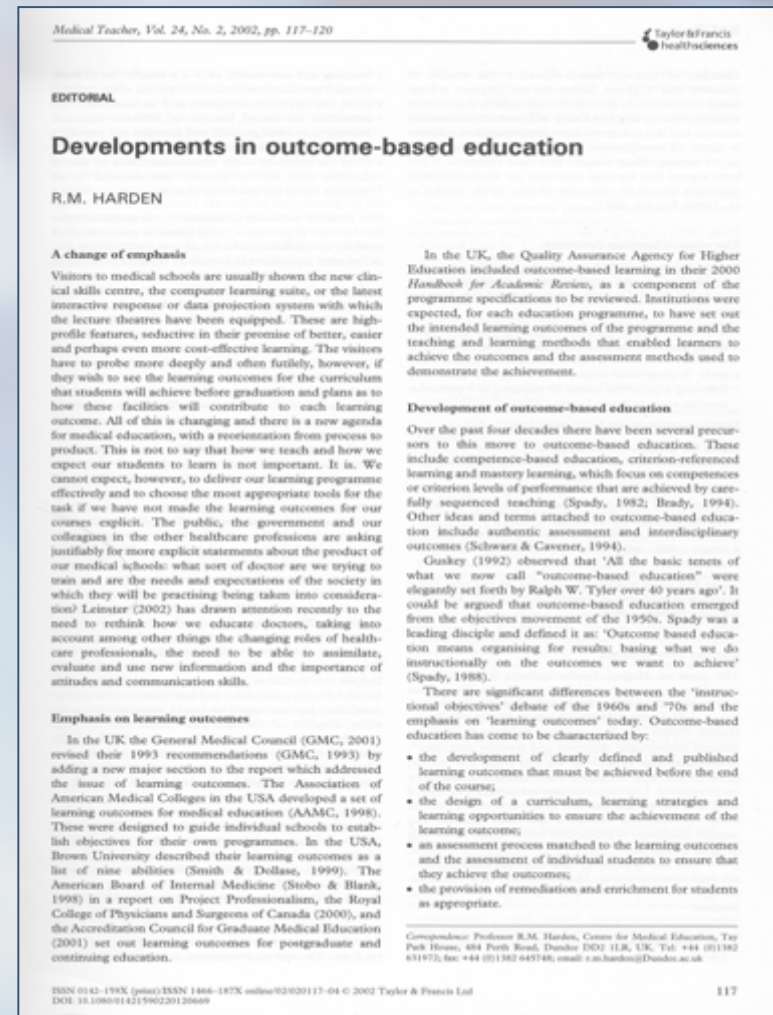 Medical Teacher, Vol. 24, No. 2, 2002, pp. 117–120
Taylor & Francis
healthsciences
EDITORIAL
Developments in outcome-based education
R.M. HARDEN
A change of emphasis
Visitors to medical schools are usually shown the new clin-
ical skills centre, the computer learning suite, or the latest
interactive response or data projection system with which
the lecture theatres have been equipped. These are high-
profile features, seductive in their promise of better, easier
and perhaps even more cost-effective learning. The visitors
have to probe more deeply and often futilely, however, if
they wish to see the learning outcomes for the curriculum
that students will achieve before graduation and plans as to
how these facilities will contribute to each learning
outcome. All of this is changing and there is a new agenda
for medical education, with a reorientation from process to
product. This is not to say that how we teach and how we
expect our students to learn is not important. It is. We
cannot expect, however, to deliver our learning programme
effectively and to choose the most appropriate tools for the
task if we have not made the learning outcomes for our
courses explicit. The public, the government and our
colleagues in the other healthcare professions are asking
justifiably for more explicit statements about the product of
our medical schools: what sort of doctor are we trying to
train and are the needs and expectations of the society in
which they will be practising being taken into considera-
tion? Leinster (2002) has drawn attention recently to the
need to rethink how we educate doctors, taking into
account among other things the changing roles of health-
care professionals, the need to be able to assimilate,
evaluate and use new information and the importance of
attitudes and communication skills.
Emphasis on learning outcomes
In the UK the General Medical Council (GMC, 2001)
revised their 1993 recommendations (GMC, 1993) by
adding a new major section to the report which addressed
the issue of learning outcomes. The Association of
American Medical Colleges in the USA developed a set of
learning outcomes for medical education (AAMC, 1998).
These were designed to guide individual schools to estab-
lish objectives for their own programmes. In the USA,
Brown University described their learning outcomes as a
list of nine abilities (Smith & Dollase, 1999). The
American Board of Internal Medicine (Stobo & Blank,
1998) in a report on Project Professionalism, the Royal
College of Physicians and Surgeons of Canada (2000), and
the Accreditation Council for Graduate Medical Education
(2001) set out learning outcomes for postgraduate and
continuing education.
In the UK, the Quality Assurance Agency for Higher
Education included outcome-based learning in their 2000
Handbook for Academic Review, as a component of the
programme specifications to be reviewed. Institutions were
expected, for each education programme, to have set out
the intended learning outcomes of the programme and the
teaching and learning methods that enabled learners to
achieve the outcomes and the assessment methods used to
demonstrate the achievement.
Development of outcome-based education
Over the past four decades there have been several precur-
sors to this move to outcome-based education. These
include competence-based education, criterion-referenced
learning and mastery learning, which focus on competences
or criterion levels of performance that are achieved by care-
fully sequenced teaching (Spady, 1982; Brady, 1994).
Other ideas and terms attached to outcome-based educa-
tion include authentic assessment and interdisciplinary
outcomes (Schwarz & Cavener, 1994).
Guskey (1992) observed that 'All the basic tenets of
what we now call "outcome-based education" were
elegantly set forth by Ralph W. Tyler over 40 years ago'. It
could be argued that outcome-based education emerged
from the objectives movement of the 1950s. Spady was a
leading disciple and defined it as: 'Outcome based educa-
tion means organising for results: basing what we do
instructionally on the outcomes we want to achieve'
(Spady, 1988).
There are significant differences between the 'instruc-
tional objectives' debate of the 1960s and '70s and the
emphasis on 'learning outcomes' today. Outcome-based
education has come to be characterized by:
• the development of clearly defined and published
learning outcomes that must be achieved before the end
of the course;
• the design of a curriculum, learning strategies and
learning opportunities to ensure the achievement of the
learning outcome;
• an assessment process matched to the learning outcomes
and the assessment of individual students to ensure that
they achieve the outcomes;
• the provision of remediation and enrichment for students
as appropriate.
Correspondence: Professor R.M. Harden, Centre for Medical Education, Tay
Park House, 484 Perth Road, Dundee DD2 1LR, UK. Tel: +44 (0)1382
631972; fax: +44 (0)1382 645748; email: r.m.harden@Dundee.ac.uk
ISSN 0142–159X (print)/ISSN 1466–187X online/02/020117-04 © 2002 Taylor & Francis Ltd
DOI: 10.1080/01421590220120669
117